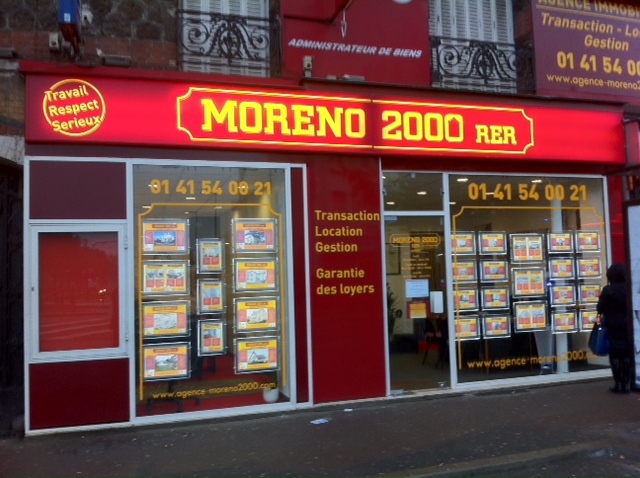 AGENCE IMMOBI
Transaction - Lo
Gestion
01 41 54 00
www.agence-moreno2
ADMINISTRATEUR DE BIENS
Travail
Respect
Serieux
MORENO 2000 RER
01 41 54 00 21
01 41 54 00 21
Transaction
Location
Gestion
Garantie
des loyers
MORENO 2000
www.agence-moreno2000.com
www.agence-moreno2000.